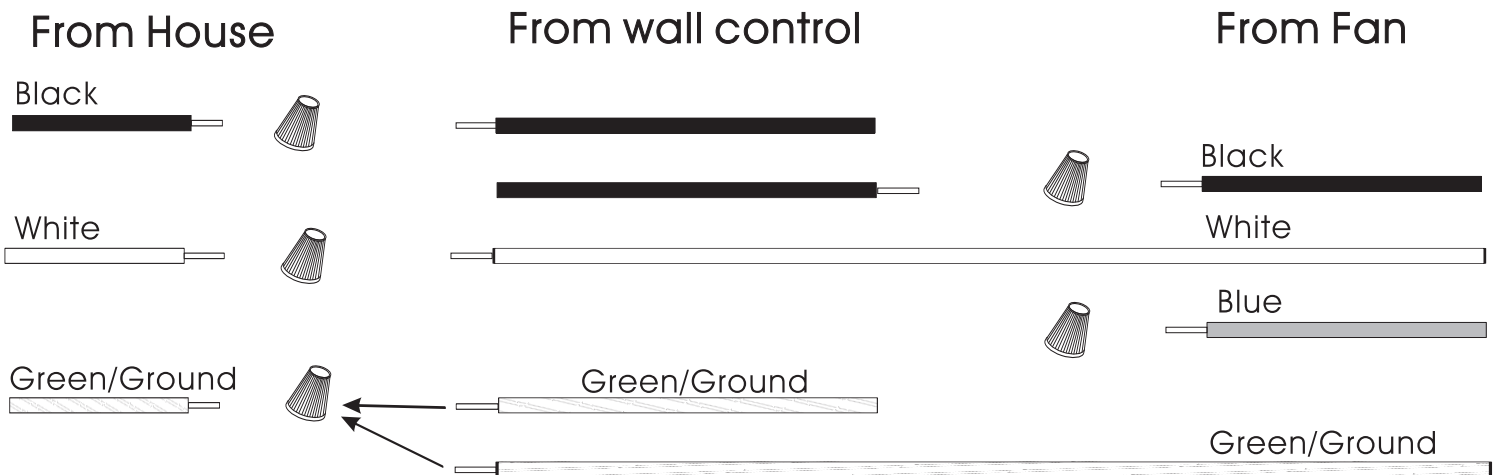 From House
From wall control
From Fan
Black
Black
White
White
Blue
Green/Ground
Green/Ground
Green/Ground